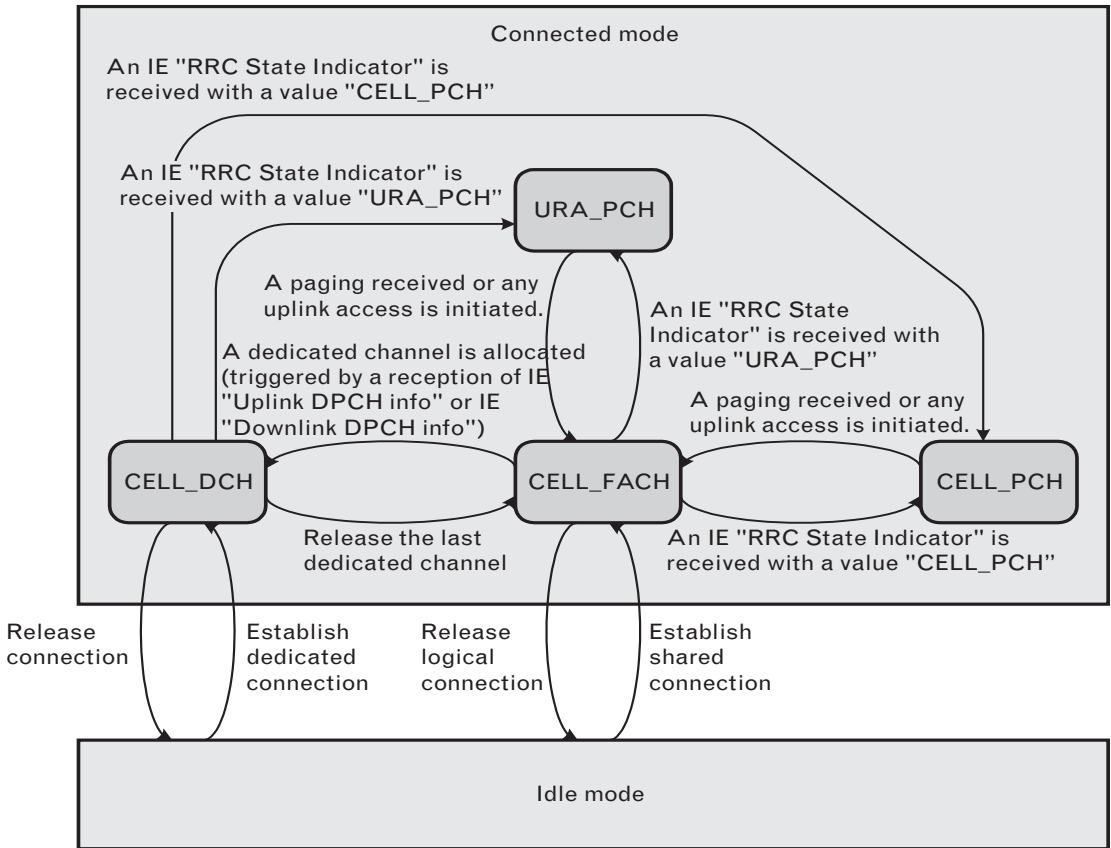 Connected mode
An IE "RRC State Indicator" is
received with a value "CELL_PCH"
An IE "RRC State Indicator" is
received with a value "URA_PCH"
URA_PCH
A paging received or any
uplink access is initiated.
An IE "RRC State
Indicator" is received with
a value "URA_PCH"
A dedicated channel is allocated
(triggered by a reception of IE
"Uplink DPCH info" or IE
"Downlink DPCH info")
A paging received or any
uplink access is initiated.
CELL_DCH
CELL_FACH
CELL_PCH
Release the last
dedicated channel
An IE "RRC State Indicator" is
received with a value "CELL_PCH"
Release
connection
Establish
dedicated
connection
Release
logical
connection
Establish
shared
connection
Idle mode